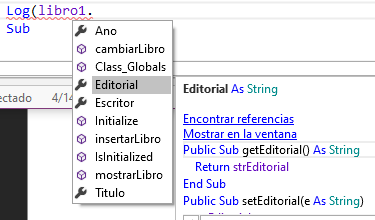 Log(libro1.
Sub
Ano
cambiarLibro
Class_Globals
Editorial
Escritor
Initialize
insertarLibro
IsInitialized
mostrarLibro
Titulo
ectado 4/14
Editorial As String
Encontrar referencias
Mostrar en la ventana
Public Sub getEditorial() As String
Return strEditorial
End Sub
Public Sub setEditorial(e As String)